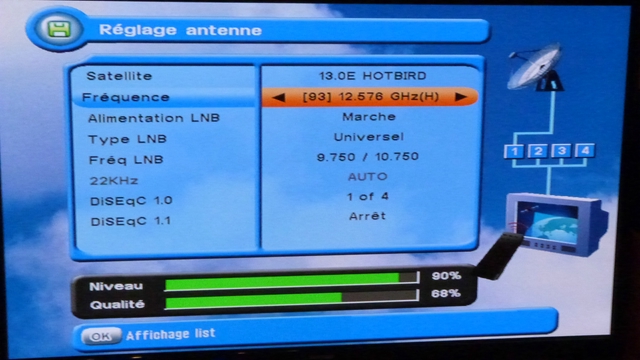 Réglage antenne
Satellite 13.0E HOTBIRD
Fréquence [93] 12.576 GHz(H)
Alimentation LNB Marche
Type LNB Universel
Fréq LNB 9.750 / 10.750
22KHz AUTO
DiSEqC 1.0 1 of 4
DiSEqC 1.1 Arrêt
1 2 3 4
Niveau 90%
Qualité 68%
OK Affichage list